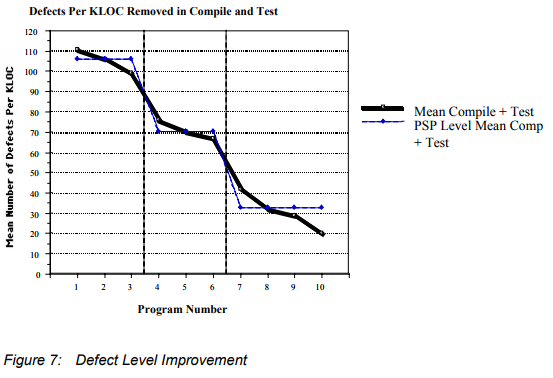 Defects Per KLOC Removed in Compile and Test
Mean Number of Defects Per KLOC
120
110
100
90
80
70
60
50
40
30
20
10
0
1 2 3 4 5 6 7 8 9 10
Program Number
Mean Compile + Test
PSP Level Mean Comp
+ Test
Figure 7: Defect Level Improvement